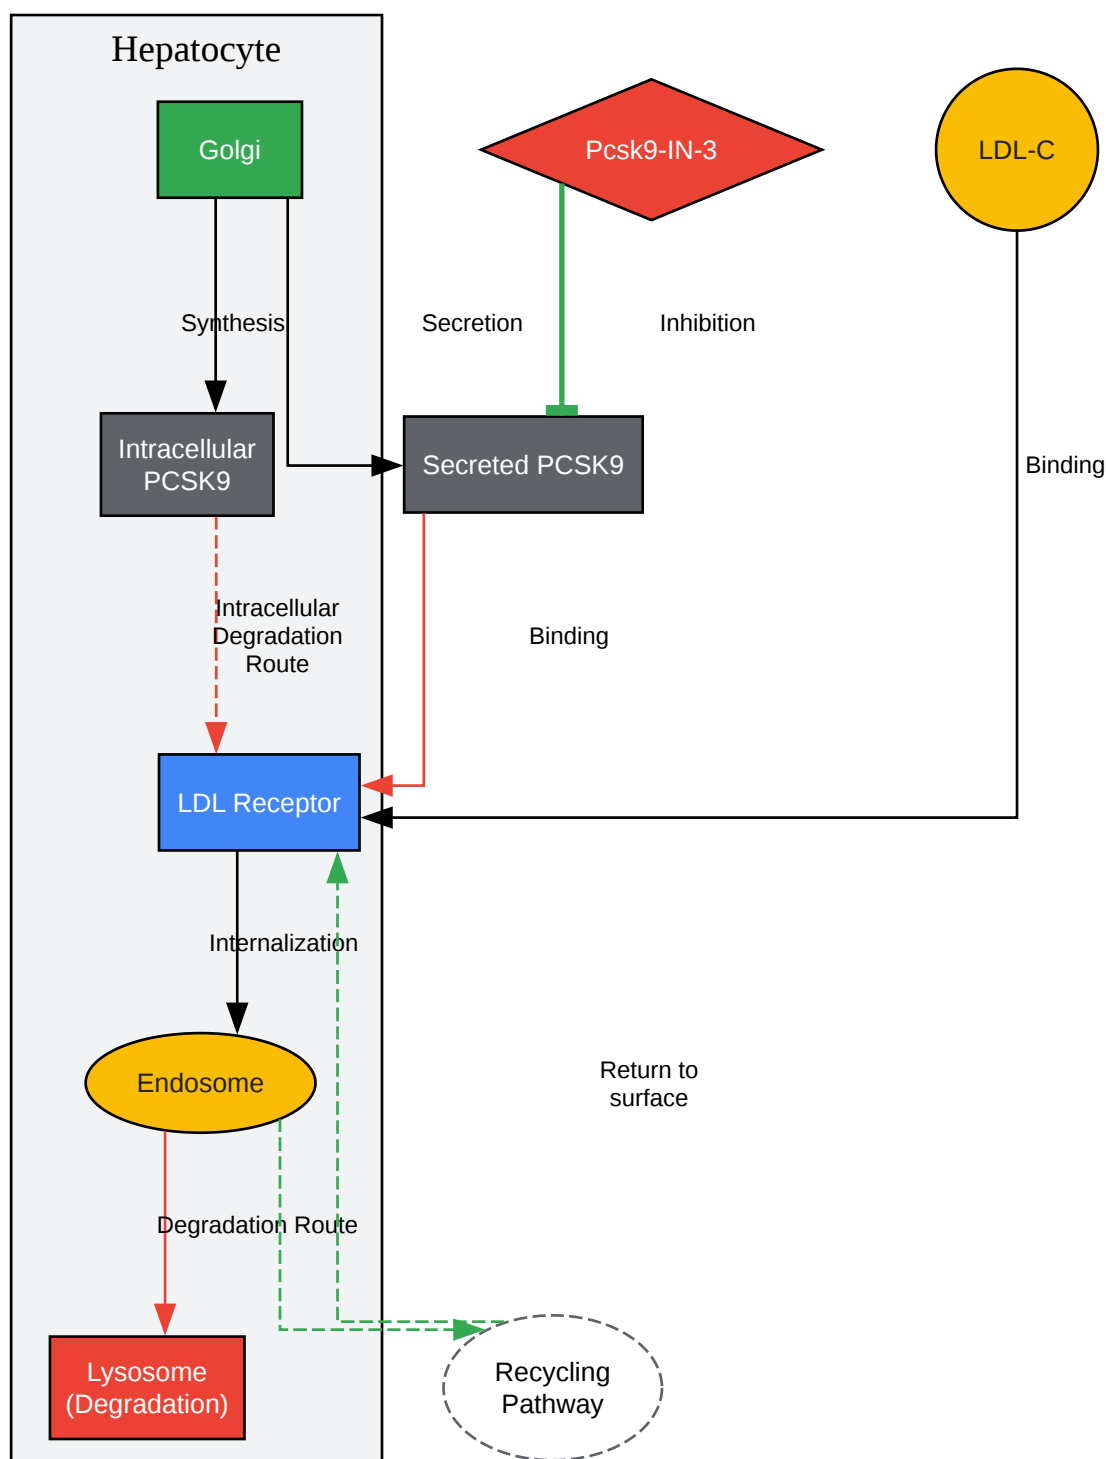 Hepatocyte
Golgi
Pcsk9-IN-3
LDL-C
Synthesis
Secretion
Inhibition
Intracellular
PCSK9
Secreted PCSK9
Binding
Intracellular
Degradation
Route
Binding
LDL Receptor
Internalization
Endosome
Return to
surface
Degradation Route
Lysosome
(Degradation)
Recycling
Pathway